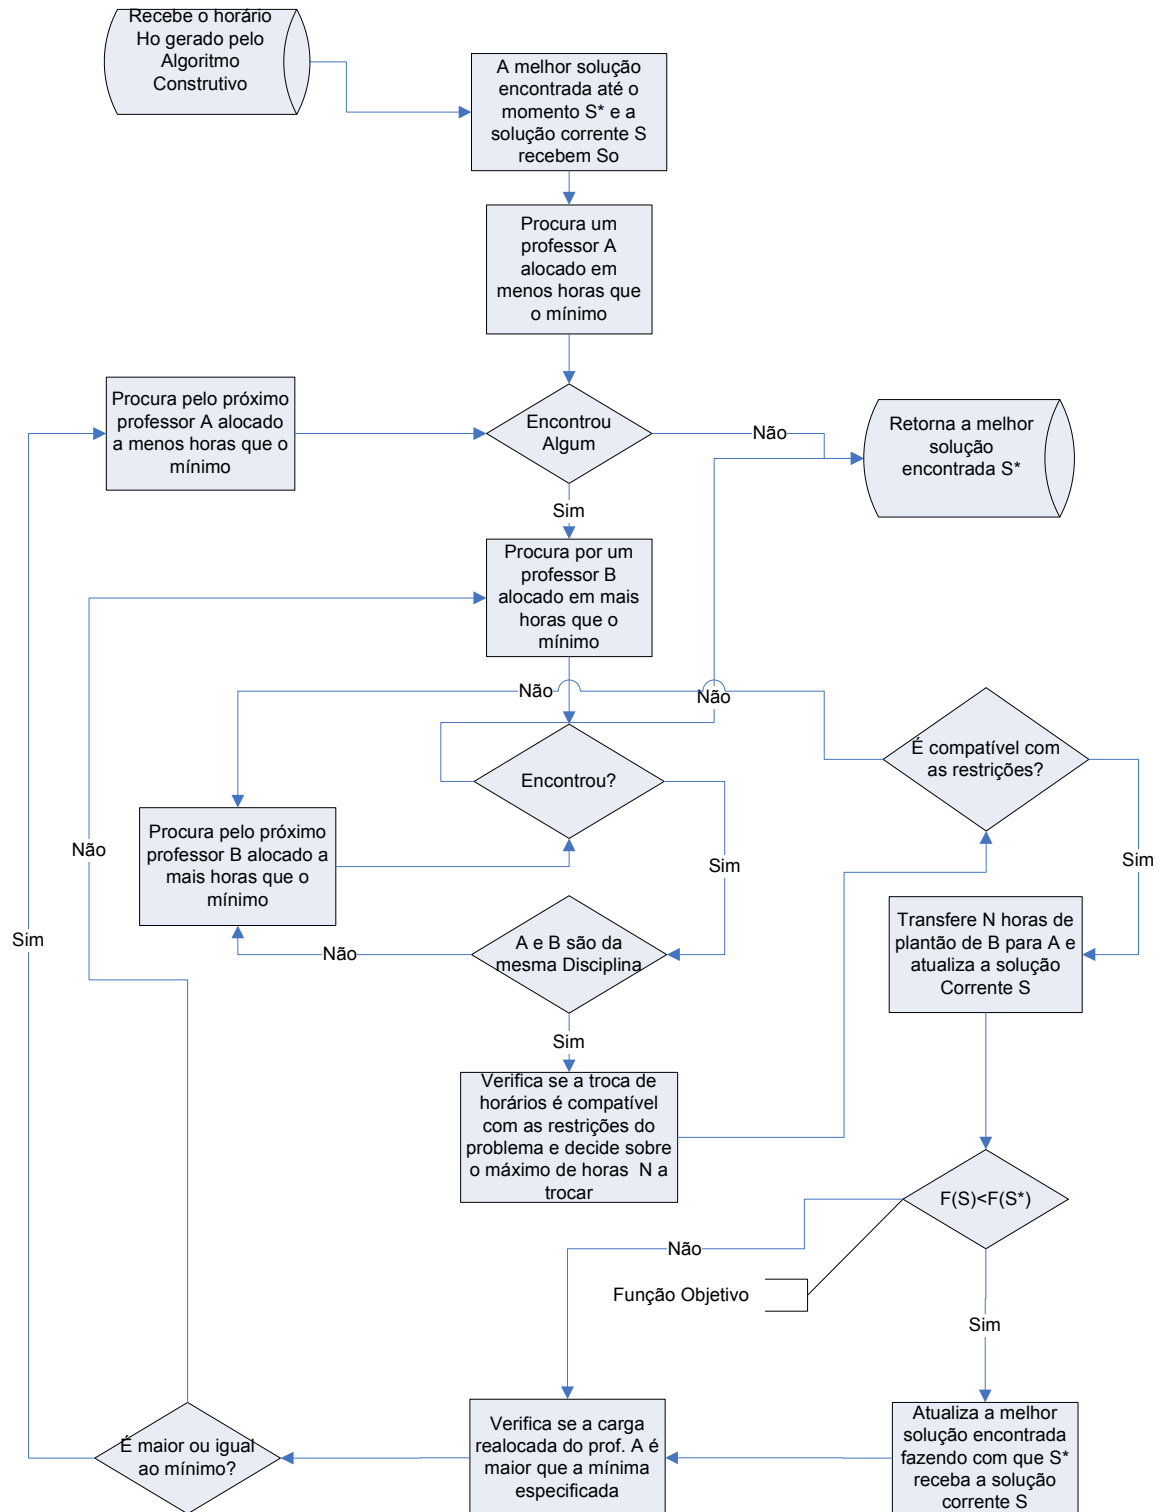 Recebe o horário
Ho gerado pelo
Algoritmo
Construtivo
A melhor solução
encontrada até o
momento S* e a
solução corrente S
recebem So
Procura um
professor A
alocado em
menos horas que
o mínimo
Procura pelo próximo
professor A alocado
a menos horas que o
mínimo
Encontrou
Algum
Não
Retorna a melhor
solução
encontrada S*
Sim
Procura por um
professor B
alocado em mais
horas que o
mínimo
Não
Não
É compatível com
as restrições?
Encontrou?
Procura pelo próximo
professor B alocado a
mais horas que o
mínimo
Não
Sim
Sim
Transfere N horas de
plantão de B para A e
atualiza a solução
Corrente S
Sim
Não
A e B são da
mesma Disciplina
Sim
Verifica se a troca de
horários é compatível
com as restrições do
problema e decide sobre
o máximo de horas  N a
trocar
F(S)<F(S*)
Não
Função Objetivo
Sim
É maior ou igual
ao mínimo?
Verifica se a carga
realocada do prof. A é
maior que a mínima
especificada
Atualiza a melhor
solução encontrada
fazendo com que S*
receba a solução
corrente S